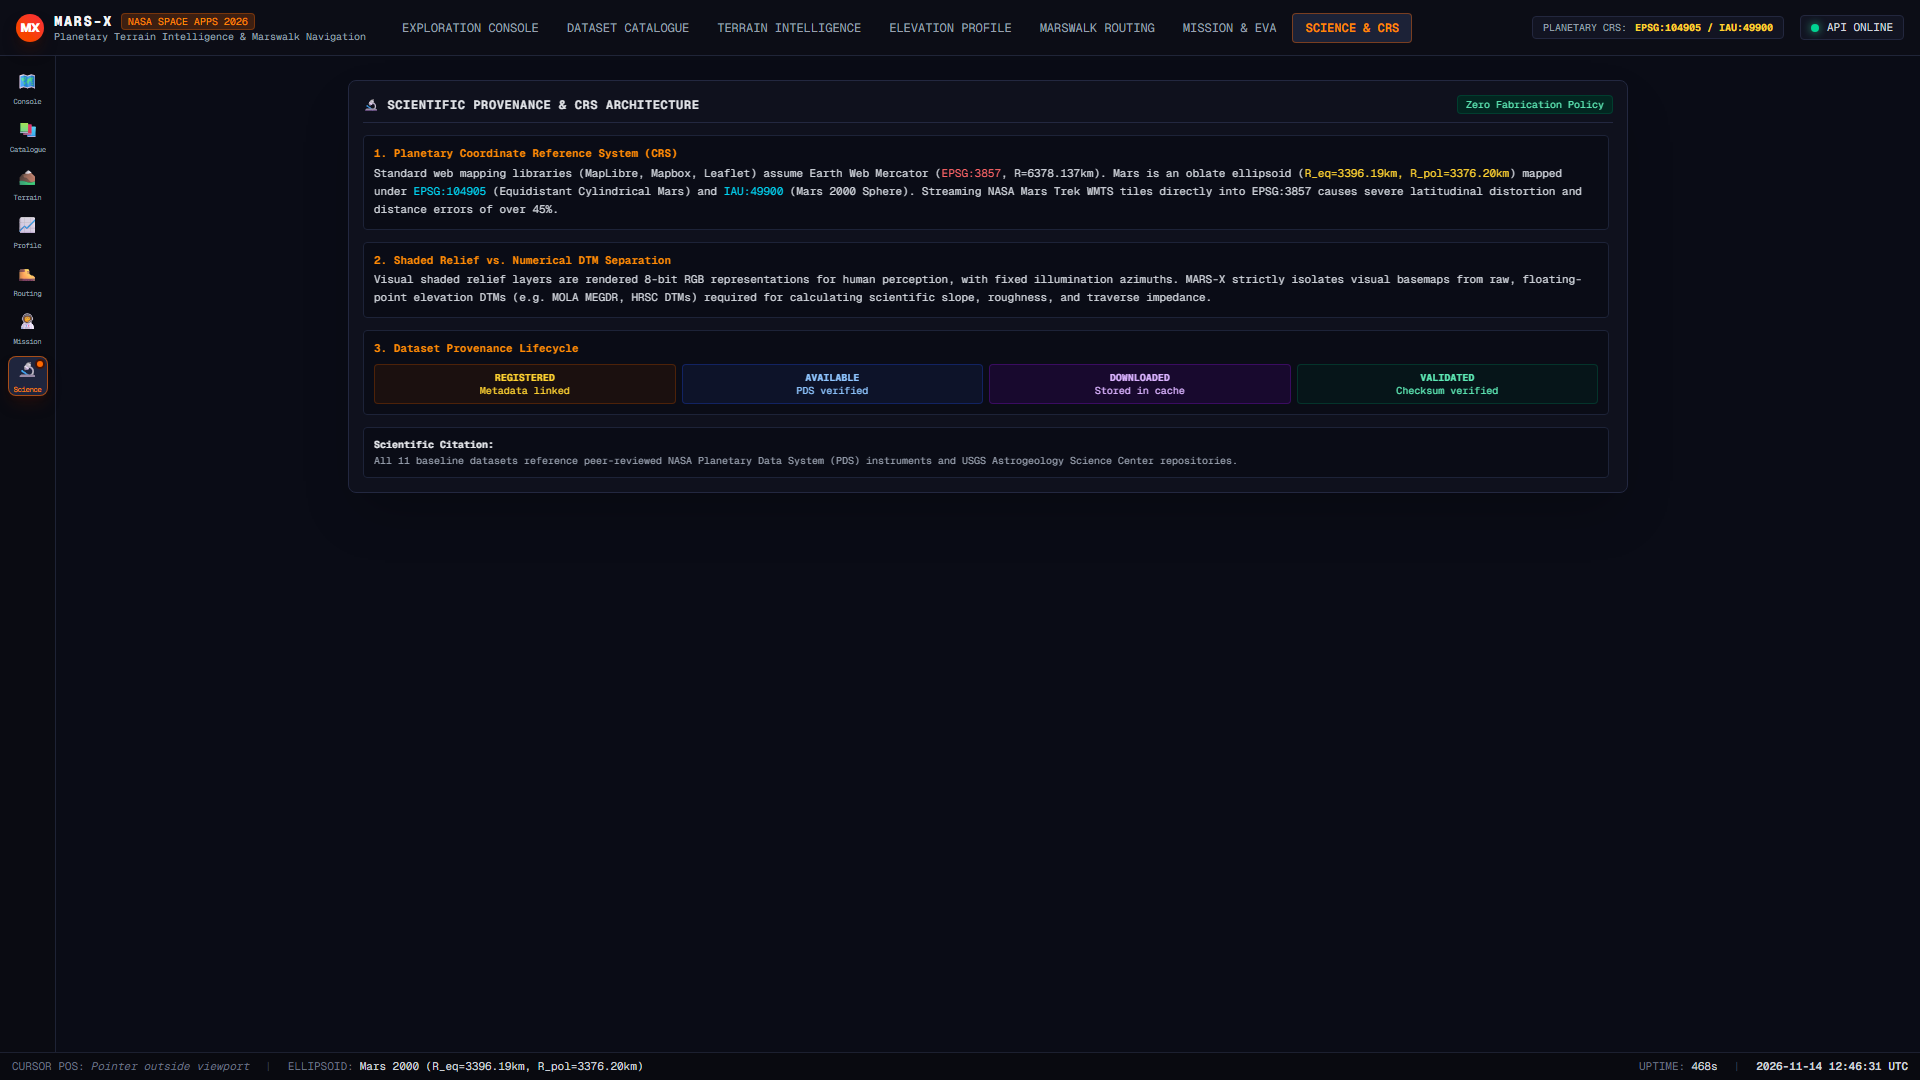 MX
MARS-X NASA SPACE APPS 2026
Planetary Terrain Intelligence & Marswalk Navigation
EXPLORATION CONSOLE DATASET CATALOGUE TERRAIN INTELLIGENCE ELEVATION PROFILE MARSWALK ROUTING MISSION & EVA SCIENCE & CRS
PLANETARY CRS: EPSG:104905 / IAU:49900
API ONLINE
Console
Catalogue
Terrain
Profile
Routing
Mission
Science
SCIENTIFIC PROVENANCE & CRS ARCHITECTURE
Zero Fabrication Policy
1. Planetary Coordinate Reference System (CRS)
Standard web mapping libraries (MapLibre, Mapbox, Leaflet) assume Earth Web Mercator (EPSG:3857, R=6378.137km). Mars is an oblate ellipsoid (R_eq=3396.19km, R_pol=3376.20km) mapped
under EPSG:104905 (Equidistant Cylindrical Mars) and IAU:49900 (Mars 2000 Sphere). Streaming NASA Mars Trek WMTS tiles directly into EPSG:3857 causes severe latitudinal distortion and
distance errors of over 45%.
2. Shaded Relief vs. Numerical DTM Separation
Visual shaded relief layers are rendered 8-bit RGB representations for human perception, with fixed illumination azimuths. MARS-X strictly isolates visual basemaps from raw, floating-
point elevation DTMs (e.g. MOLA MEGDR, HRSC DTMs) required for calculating scientific slope, roughness, and traverse impedance.
3. Dataset Provenance Lifecycle
REGISTERED
Metadata linked
AVAILABLE
PDS verified
DOWNLOADED
Stored in cache
VALIDATED
Checksum verified
Scientific Citation:
All 11 baseline datasets reference peer-reviewed NASA Planetary Data System (PDS) instruments and USGS Astrogeology Science Center repositories.
CURSOR POS: Pointer outside viewport | ELLIPSOID: Mars 2000 (R_eq=3396.19km, R_pol=3376.20km)
UPTIME: 468s | 2026-11-14 12:46:31 UTC